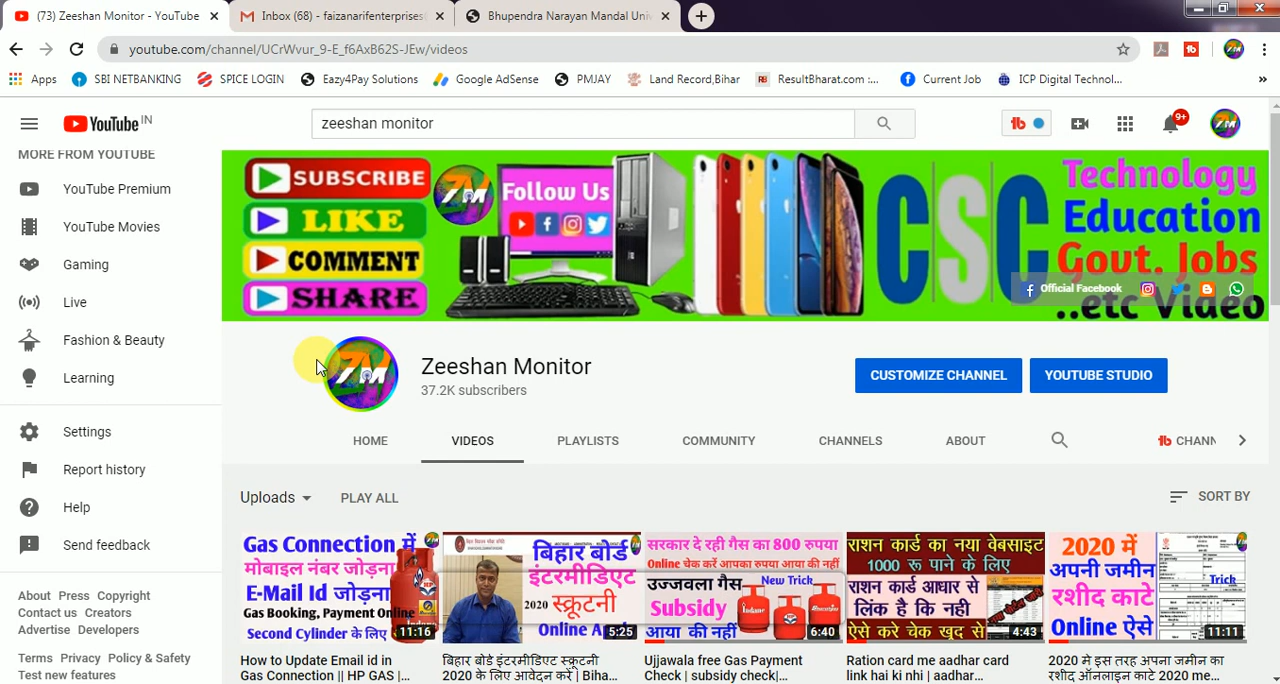 (73) Zeeshan Monitor - YouTube
Inbox (68) - faizanarifenterprises
Bhupendra Narayan Mandal Univ
youtube.com/channel/UCrWvur_9-E_f6AxB62S-JEw/videos
Apps SBI NETBANKING SPICE LOGIN Eazy4Pay Solutions Google AdSense PMJAY Land Record,Bihar ResultBharat.com :... Current Job ICP Digital Technol...
YouTube IN
zeeshan monitor
9+
MORE FROM YOUTUBE
YouTube Premium
YouTube Movies
Gaming
Live
Fashion & Beauty
Learning
Settings
Report history
Help
Send feedback
About Press Copyright
Contact us Creators
Advertise Developers
Terms Privacy Policy & Safety
Test new features
SUBSCRIBE
LIKE
COMMENT
SHARE
ZM
Follow Us
CSC
Technology
Education
Govt. Jobs
..etc Video
Official Facebook
ZM
Zeeshan Monitor
37.2K subscribers
CUSTOMIZE CHANNEL
YOUTUBE STUDIO
HOME VIDEOS PLAYLISTS COMMUNITY CHANNELS ABOUT CHANN
Uploads PLAY ALL SORT BY
Gas Connection में
मोबाइल नंबर जोड़ना
E-Mail Id जोड़ना
Gas Booking, Payment Online
Second Cylinder के लिए
11:16
How to Update Email id in
Gas Connection || HP GAS |...
बिहार बोर्ड
इंटरमीडिएट
2020 स्क्रूटनी
Online A
5:25
बिहार बोर्ड इंटरमीडिएट स्क्रूटनी
2020 के लिए आवेदन करें | Biha...
सरकार दे रही गैस का 800 रुपया
Online चेक करें आपका रुपया आया की नहीं
उज्जवला गैस New Trick
Subsidy
आया की नहीं
6:40
Ujjawala free Gas Payment
Check | subsidy check|...
राशन कार्ड का नया वेबसाइट
1000 रू पाने के लिए
राशन कार्ड आधार से
लिंक है कि नही
ऐसे करे चेक खुद से
4:43
Ration card me aadhar card
link hai ki nhi | aadhar...
2020 में
अपनी जमीन
रशीद काटे
Online ऐसे
Trick
11:11
2020 में इस तरह अपना जमीन का
रशीद ऑनलाइन काटे 2020 me...